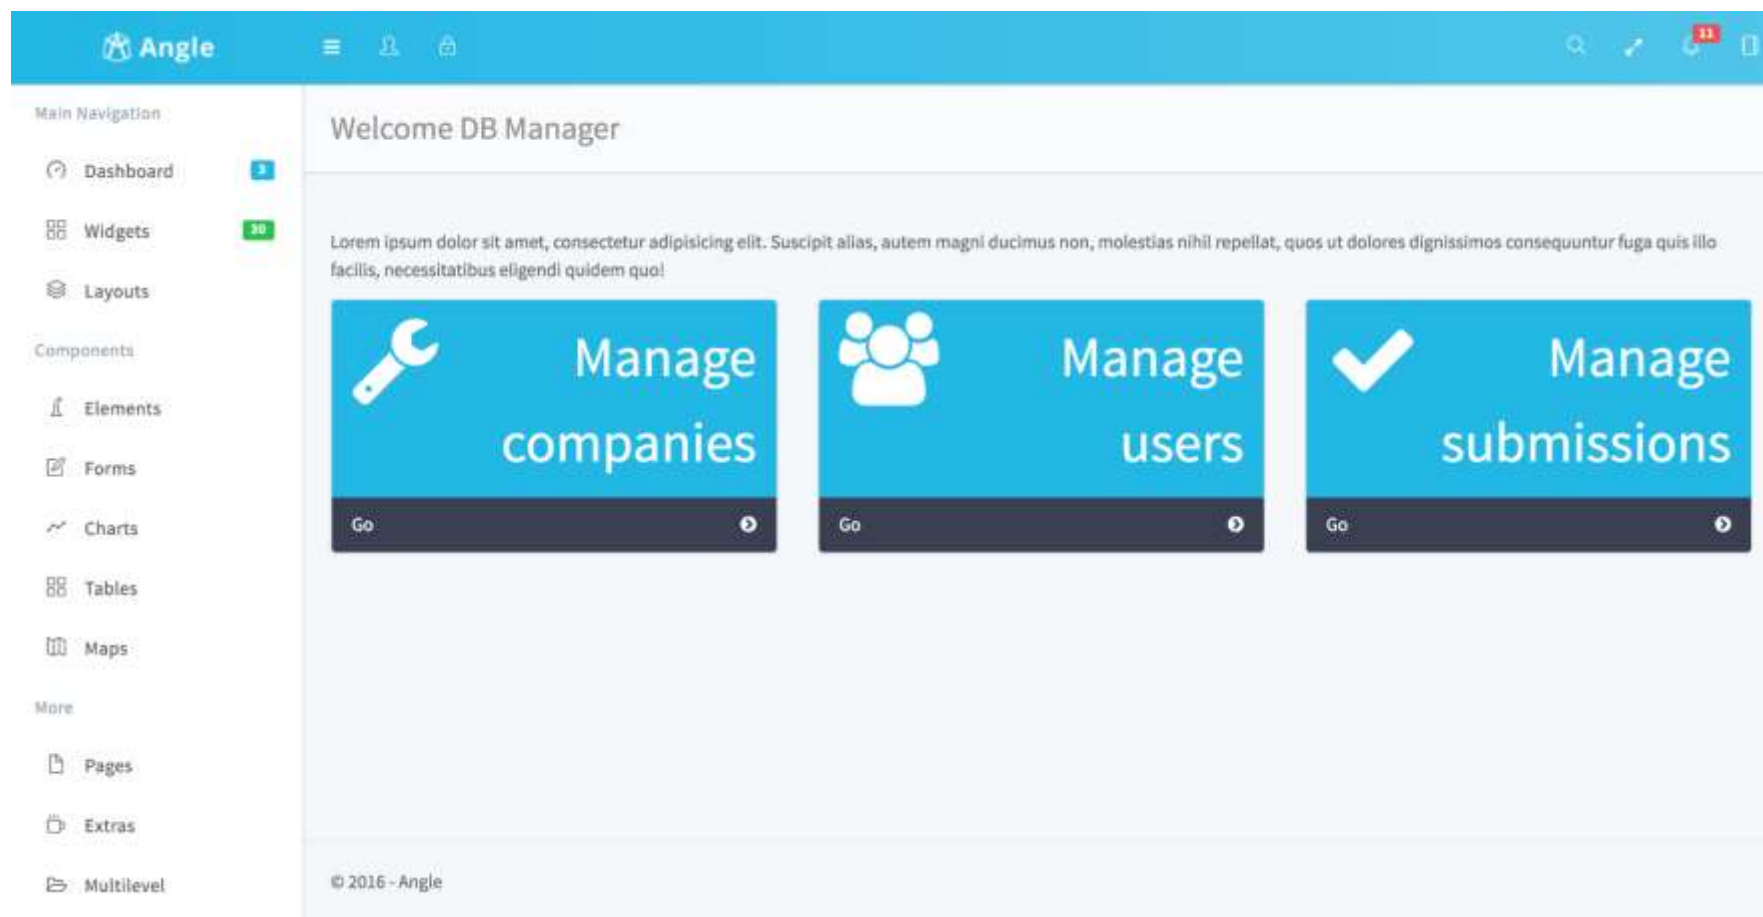 Angle
11
Main Navigation
Dashboard 3
Widgets 30
Layouts
Components
Elements
Forms
Charts
Tables
Maps
More
Pages
Extras
Multilevel
Welcome DB Manager
Lorem ipsum dolor sit amet, consectetur adipisicing elit. Suscipit alias, autem magni ducimus non, molestias nihil repellat, quos ut dolores dignissimos consequuntur fuga quis illo
facilis, necessitatibus eligendi quidem quo!
Manage
companies
Go
Manage
users
Go
Manage
submissions
Go
© 2016 - Angle